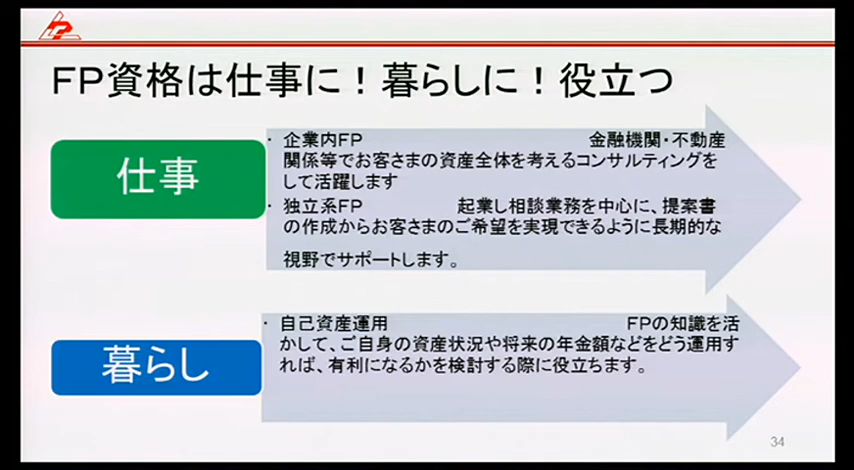 FP資格は仕事に！暮らしに！役立つ
仕事
・ 企業内FP 金融機関・不動産
関係等でお客さまの資産全体を考えるコンサルティングを
して活躍します
・ 独立系FP 起業し相談業務を中心に、提案書
の作成からお客さまのご希望を実現できるように長期的な
視野でサポートします。
暮らし
・ 自己資産運用 FPの知識を活
かして、ご自身の資産状況や将来の年金額などをどう運用す
れば、有利になるかを検討する際に役立ちます。
34